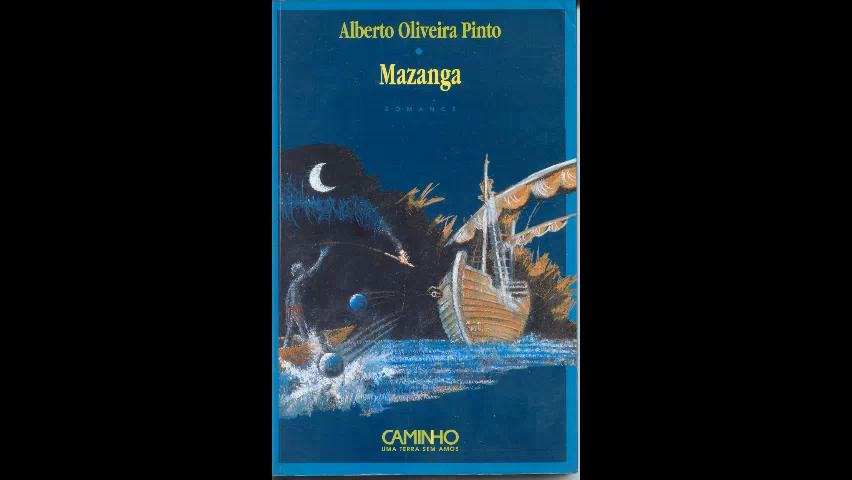 Alberto Oliveira Pinto
Mazanga
ROMANCE
CAMINHO
UMA TERRA SEM AMOS